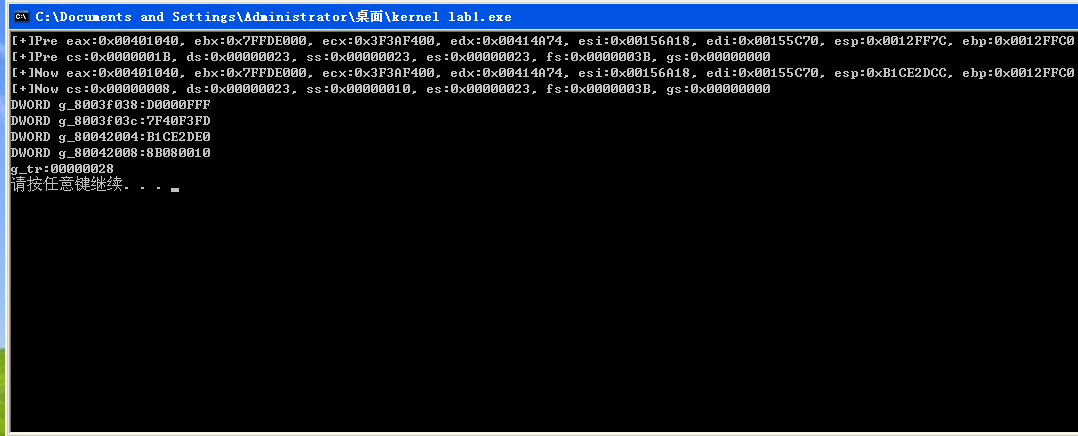 C:\Documents and Settings\Administrator\桌面\kernel lab1.exe
[+]Pre eax:0x00401040, ebx:0x7FFDE000, ecx:0x3F3AF400, edx:0x00414A74, esi:0x00156A18, edi:0x00155C70, esp:0x0012FF7C, ebp:0x0012FFC0
[+]Pre cs:0x0000001B, ds:0x00000023, ss:0x00000023, es:0x00000023, fs:0x0000003B, gs:0x00000000
[+]Now eax:0x00401040, ebx:0x7FFDE000, ecx:0x3F3AF400, edx:0x00414A74, esi:0x00156A18, edi:0x00155C70, esp:0xB1CE2DCC, ebp:0x0012FFC0
[+]Now cs:0x00000008, ds:0x00000023, ss:0x00000010, es:0x00000023, fs:0x0000003B, gs:0x00000000
DWORD g_8003f038:D0000FFF
DWORD g_8003f03c:7F40F3FD
DWORD g_80042004:B1CE2DE0
DWORD g_80042008:8B080010
g_tr:00000028
请按任意键继续. . .